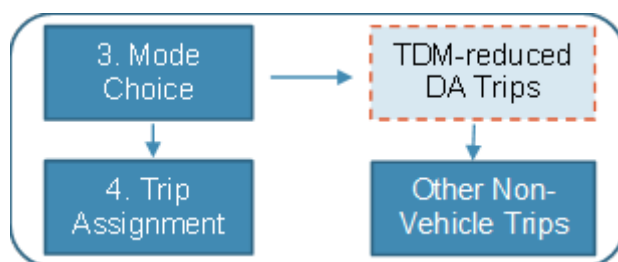 3. Mode
Choice
TDM-reduced
DA Trips
4. Trip
Assignment
Other Non-
Vehicle Trips